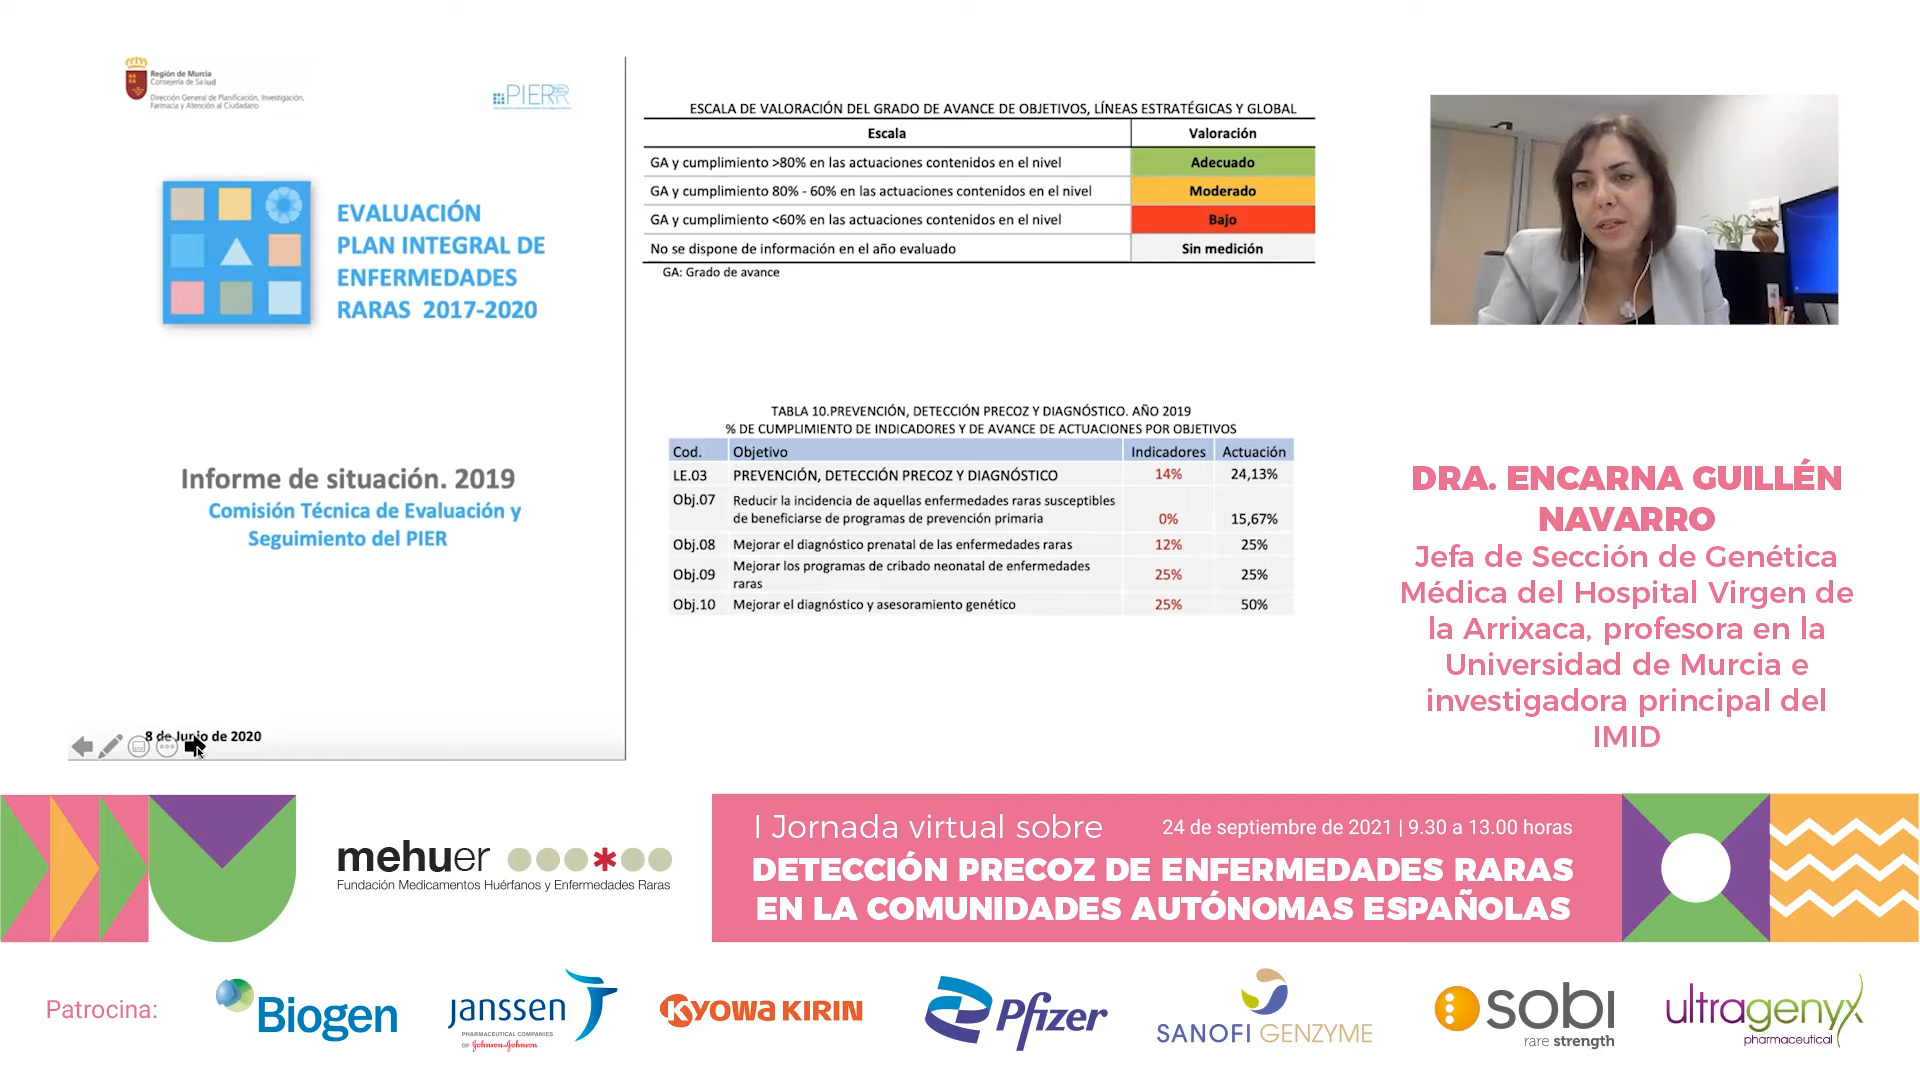 Región de Murcia
Consejería de Salud
Dirección General de Planificación, Investigación,
Farmacia y Atención al Ciudadano
PIER
EVALUACIÓN
PLAN INTEGRAL DE
ENFERMEDADES
RARAS 2017-2020
Informe de situación. 2019
Comisión Técnica de Evaluación y
Seguimiento del PIER
8 de Junio de 2020
ESCALA DE VALORACIÓN DEL GRADO DE AVANCE DE OBJETIVOS, LÍNEAS ESTRATÉGICAS Y GLOBAL
Escala Valoración
GA y cumplimiento >80% en las actuaciones contenidos en el nivel Adecuado
GA y cumplimiento 80% - 60% en las actuaciones contenidos en el nivel Moderado
GA y cumplimiento <60% en las actuaciones contenidos en el nivel Bajo
No se dispone de información en el año evaluado Sin medición
GA: Grado de avance
TABLA 10.PREVENCIÓN, DETECCIÓN PRECOZ Y DIAGNÓSTICO. AÑO 2019
% DE CUMPLIMIENTO DE INDICADORES Y DE AVANCE DE ACTUACIONES POR OBJETIVOS
Cod. Objetivo Indicadores Actuación
LE.03 PREVENCIÓN, DETECCIÓN PRECOZ Y DIAGNÓSTICO 14% 24,13%
Obj.07 Reducir la incidencia de aquellas enfermedades raras susceptibles
de beneficiarse de programas de prevención primaria 0% 15,67%
Obj.08 Mejorar el diagnóstico prenatal de las enfermedades raras 12% 25%
Obj.09 Mejorar los programas de cribado neonatal de enfermedades
raras 25% 25%
Obj.10 Mejorar el diagnóstico y asesoramiento genético 25% 50%
DRA. ENCARNA GUILLÉN
NAVARRO
Jefa de Sección de Genética
Médica del Hospital Virgen de
la Arrixaca, profesora en la
Universidad de Murcia e
investigadora principal del
IMID
mehuer
Fundación Medicamentos Huérfanos y Enfermedades Raras
I Jornada virtual sobre 24 de septiembre de 2021 | 9.30 a 13.00 horas
DETECCIÓN PRECOZ DE ENFERMEDADES RARAS
EN LA COMUNIDADES AUTÓNOMAS ESPAÑOLAS
Patrocina:
Biogen
janssen
PHARMACEUTICAL COMPANIES
OF Johnson & Johnson
KYOWA KIRIN
Pfizer
SANOFI GENZYME
sobi
rare strength
ultragenyx
pharmaceutical